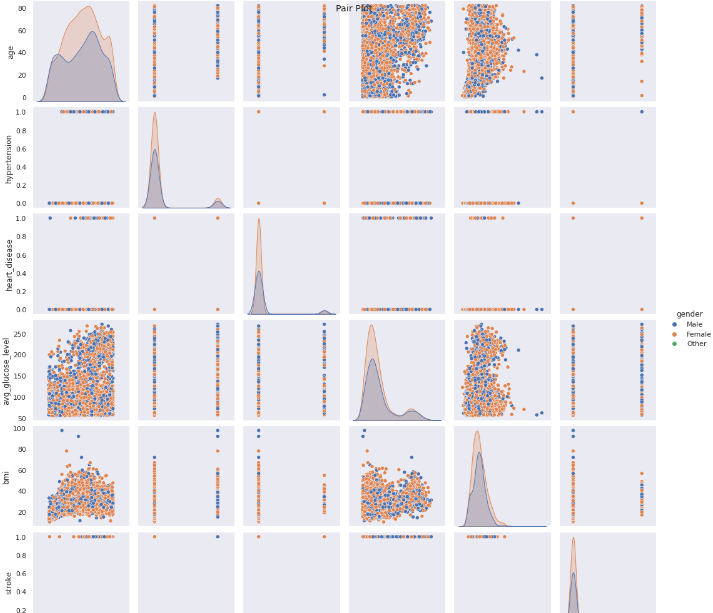 Pair Plot
80
60
40
20
0
age
1.0
0.8
0.6
0.4
0.2
0.0
hypertension
1.0
0.8
0.6
0.4
0.2
0.0
heart_disease
250
200
150
100
50
avg_glucose_level
100
80
60
40
20
bmi
1.0
0.8
0.6
0.4
0.2
stroke
gender
Male
Female
Other